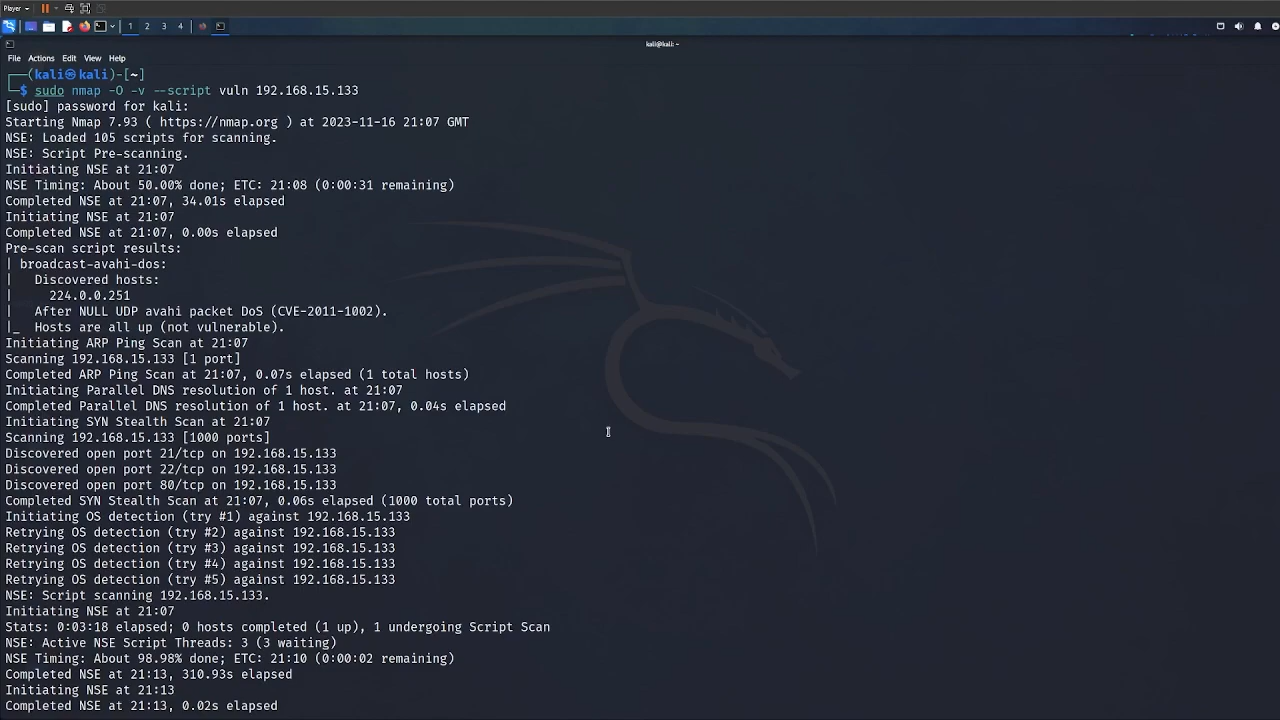 Player
1 2 3 4
kali@kali: ~
File Actions Edit View Help
(kali㉿kali)-[~]
$ sudo nmap -O -v --script vuln 192.168.15.133
[sudo] password for kali:
Starting Nmap 7.93 ( https://nmap.org ) at 2023-11-16 21:07 GMT
NSE: Loaded 105 scripts for scanning.
NSE: Script Pre-scanning.
Initiating NSE at 21:07
NSE Timing: About 50.00% done; ETC: 21:08 (0:00:31 remaining)
Completed NSE at 21:07, 34.01s elapsed
Initiating NSE at 21:07
Completed NSE at 21:07, 0.00s elapsed
Pre-scan script results:
| broadcast-avahi-dos:
|   Discovered hosts:
|     224.0.0.251
|   After NULL UDP avahi packet DoS (CVE-2011-1002).
|_  Hosts are all up (not vulnerable).
Initiating ARP Ping Scan at 21:07
Scanning 192.168.15.133 [1 port]
Completed ARP Ping Scan at 21:07, 0.07s elapsed (1 total hosts)
Initiating Parallel DNS resolution of 1 host. at 21:07
Completed Parallel DNS resolution of 1 host. at 21:07, 0.04s elapsed
Initiating SYN Stealth Scan at 21:07
Scanning 192.168.15.133 [1000 ports]
Discovered open port 21/tcp on 192.168.15.133
Discovered open port 22/tcp on 192.168.15.133
Discovered open port 80/tcp on 192.168.15.133
Completed SYN Stealth Scan at 21:07, 0.06s elapsed (1000 total ports)
Initiating OS detection (try #1) against 192.168.15.133
Retrying OS detection (try #2) against 192.168.15.133
Retrying OS detection (try #3) against 192.168.15.133
Retrying OS detection (try #4) against 192.168.15.133
Retrying OS detection (try #5) against 192.168.15.133
NSE: Script scanning 192.168.15.133.
Initiating NSE at 21:07
Stats: 0:03:18 elapsed; 0 hosts completed (1 up), 1 undergoing Script Scan
NSE: Active NSE Script Threads: 3 (3 waiting)
NSE Timing: About 98.98% done; ETC: 21:10 (0:00:02 remaining)
Completed NSE at 21:13, 310.93s elapsed
Initiating NSE at 21:13
Completed NSE at 21:13, 0.02s elapsed